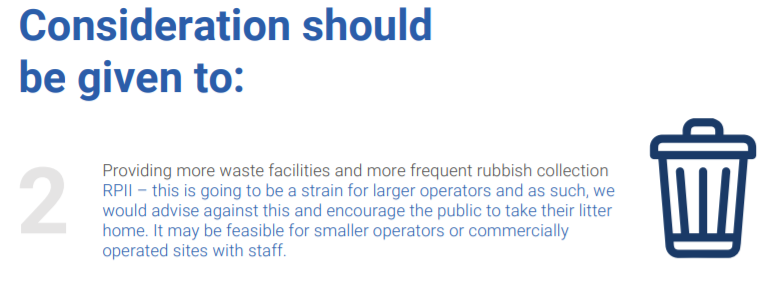 Consideration should
be given to:
2
Providing more waste facilities and more frequent rubbish collection
RPII – this is going to be a strain for larger operators and as such, we
would advise against this and encourage the public to take their litter
home. It may be feasible for smaller operators or commercially
operated sites with staff.